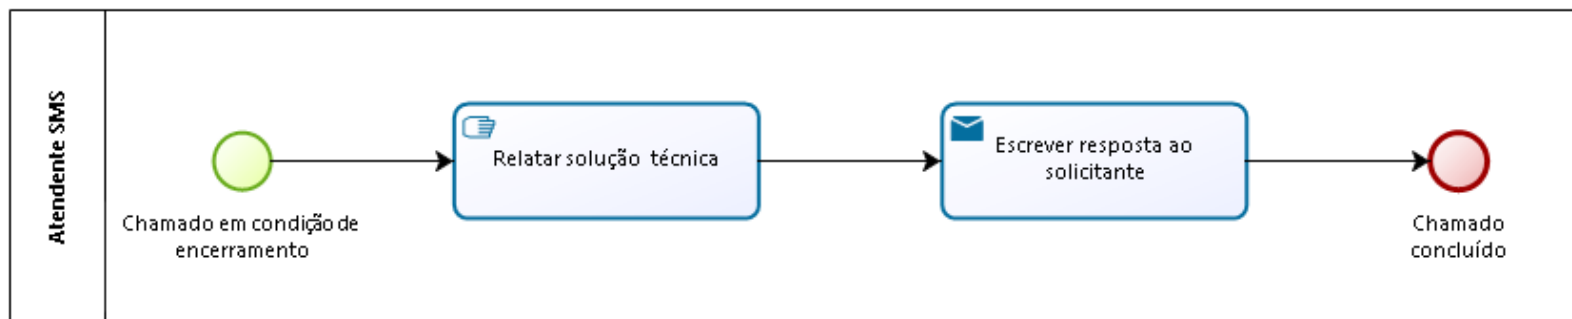 Atendente SMS
Chamado em condição de
encerramento
Relatar solução técnica
Escrever resposta ao
solicitante
Chamado
concluído